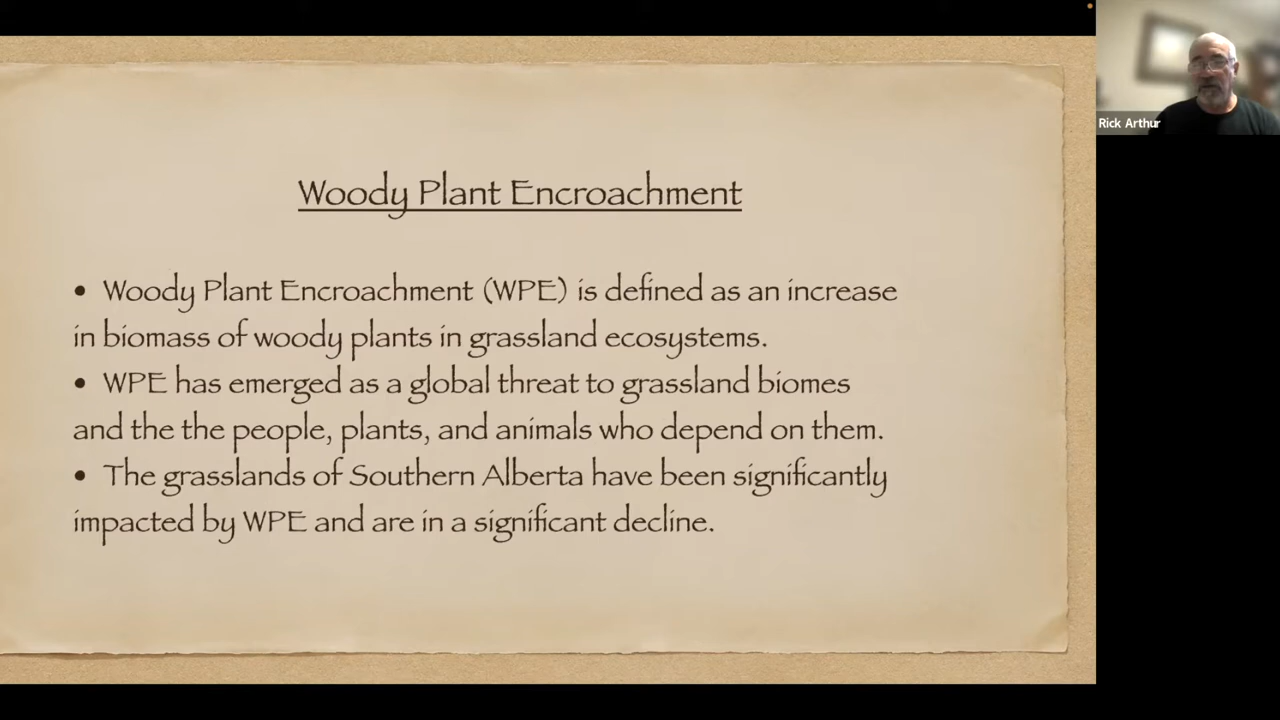 Woody Plant Encroachment
• Woody Plant Encroachment (WPE) is defined as an increase
in biomass of woody plants in grassland ecosystems.
• WPE has emerged as a global threat to grassland biomes
and the the people, plants, and animals who depend on them.
• The grasslands of Southern Alberta have been significantly
impacted by WPE and are in a significant decline.
Rick Arthur